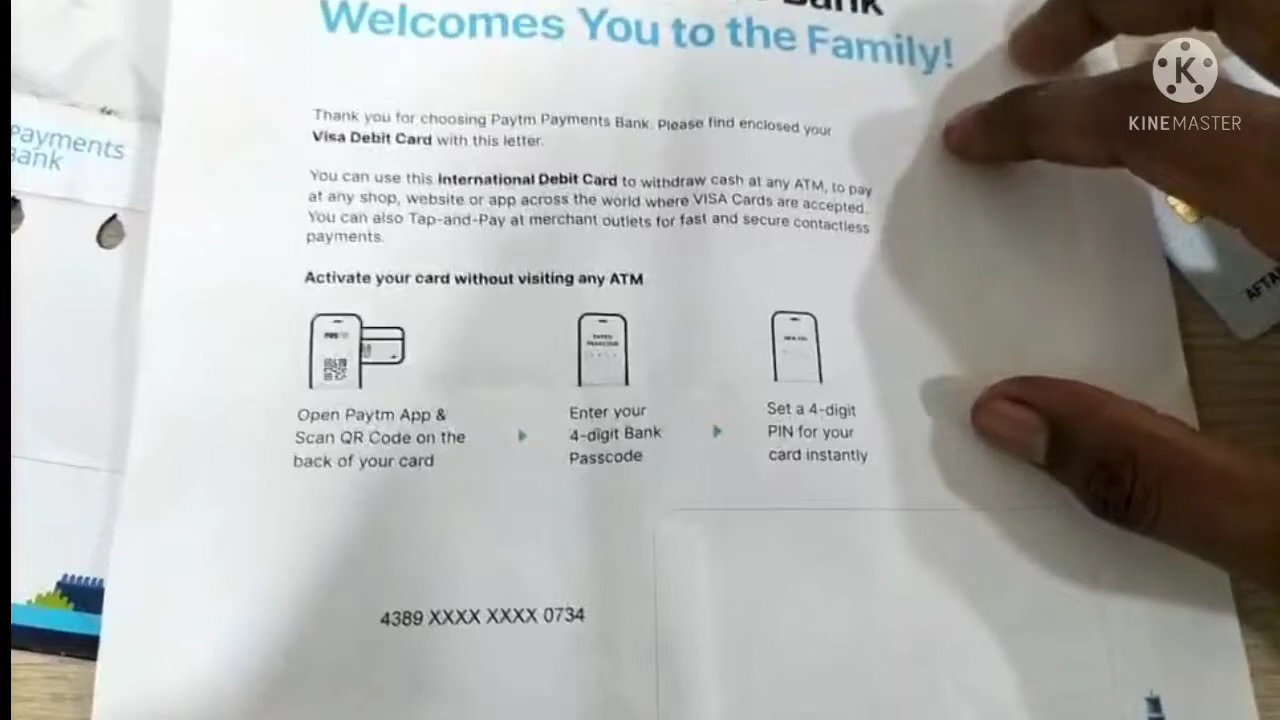 Bank
Welcomes You to the Family!
Thank you for choosing Paytm Payments Bank. Please find enclosed your
Visa Debit Card with this letter.
You can use this International Debit Card to withdraw cash at any ATM, to pay
at any shop, website or app across the world where VISA Cards are accepted.
You can also Tap-and-Pay at merchant outlets for fast and secure contactless
payments.
Activate your card without visiting any ATM
Open Paytm App &
Scan QR Code on the
back of your card
Enter your
4-digit Bank
Passcode
Set a 4-digit
PIN for your
card instantly
4389 XXXX XXXX 0734
Payments
Bank
AFTA
K
KINEMASTER